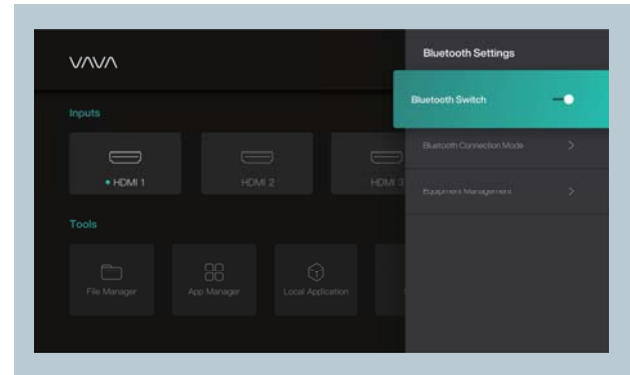 VAVA
Bluetooth Settings
Inputs
Bluetooth Switch
HDMI 1
HDMI 2
HDMI 3
Bluetooth Connection Mode
Equipment Management
Tools
File Manager
App Manager
Local Application